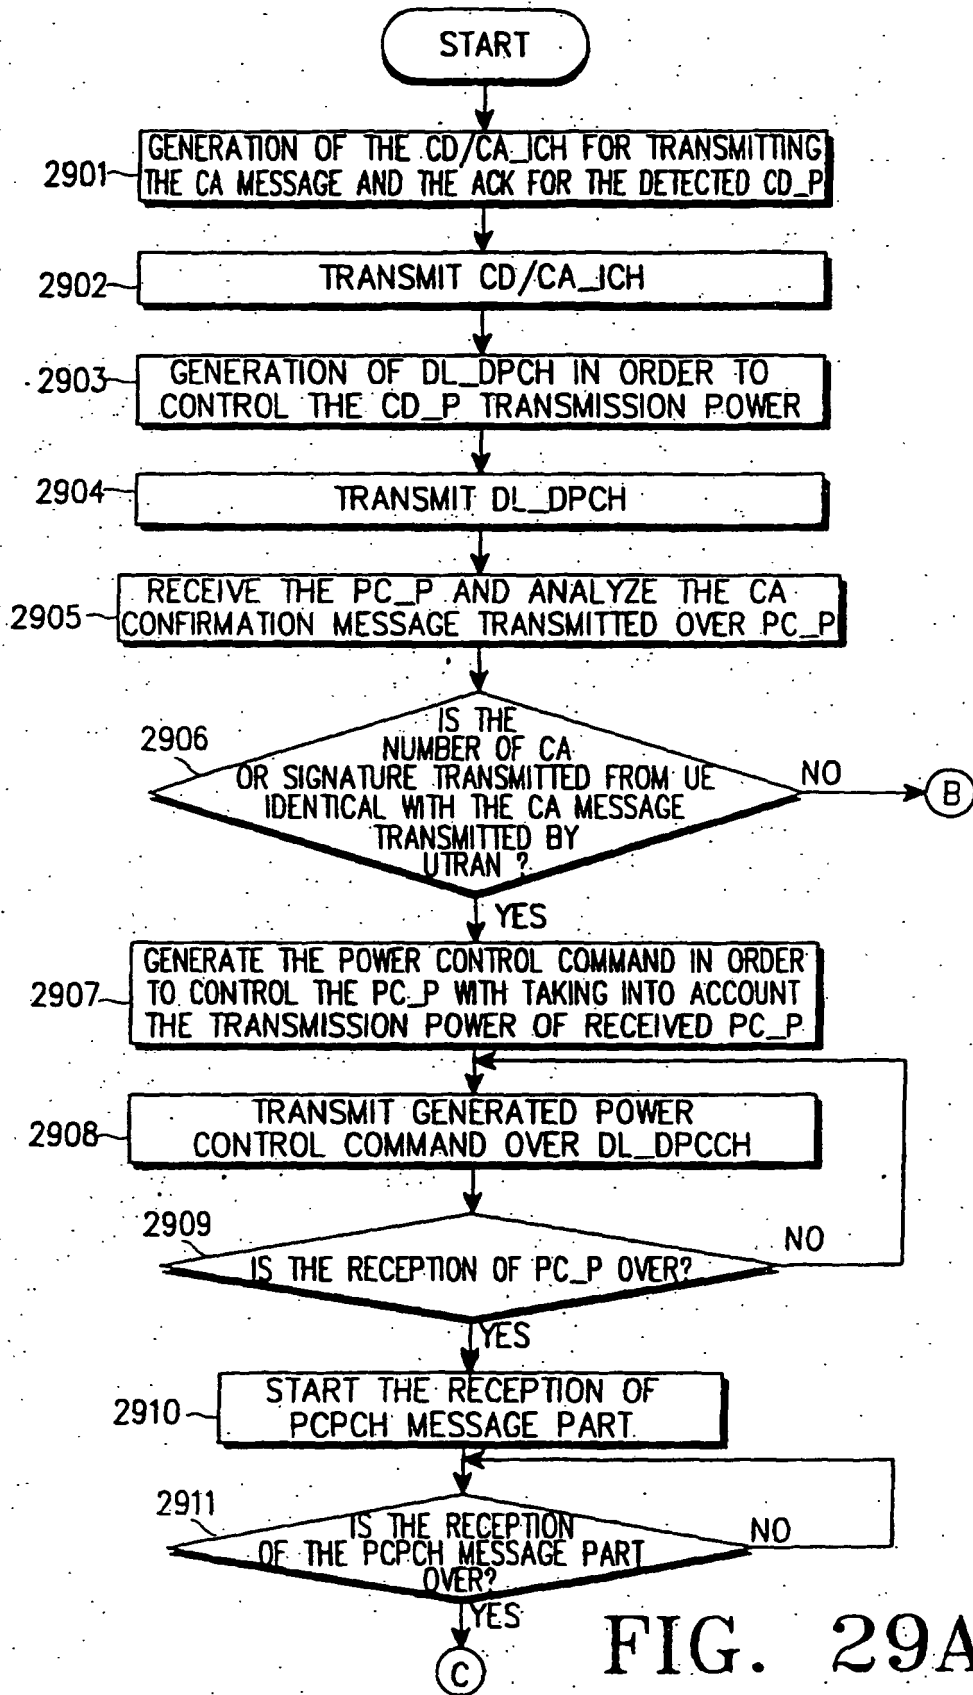 START
2901
GENERATION OF THE CD/CA_ICH FOR TRANSMITTING
THE CA MESSAGE AND THE ACK FOR THE DETECTED CD_P
2902
TRANSMIT CD/CA_ICH
2903
GENERATION OF DL_DPCH IN ORDER TO
CONTROL THE CD_P TRANSMISSION POWER
2904
TRANSMIT DL_DPCH
2905
RECEIVE THE PC_P AND ANALYZE THE CA
CONFIRMATION MESSAGE TRANSMITTED OVER PC_P
2906
IS THE
NUMBER OF CA
OR SIGNATURE TRANSMITTED FROM UE
IDENTICAL WITH THE CA MESSAGE
TRANSMITTED BY
UTRAN ?
NO
B
YES
2907
GENERATE THE POWER CONTROL COMMAND IN ORDER
TO CONTROL THE PC_P WITH TAKING INTO ACCOUNT
THE TRANSMISSION POWER OF RECEIVED PC_P
2908
TRANSMIT GENERATED POWER
CONTROL COMMAND OVER DL_DPCCH
2909
IS THE RECEPTION OF PC_P OVER?
NO
YES
2910
START THE RECEPTION OF
PCPCH MESSAGE PART
2911
IS THE RECEPTION
OF THE PCPCH MESSAGE PART
OVER?
NO
YES
C
FIG. 29A